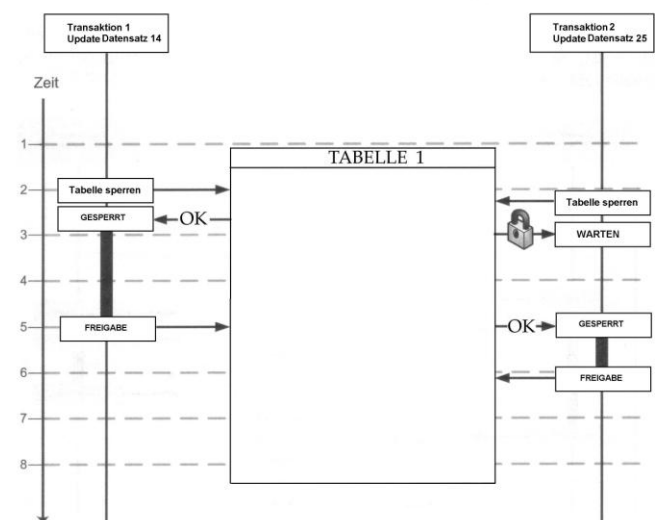 Transaktion 1
Update Datensatz 14
Transaktion 2
Update Datensatz 25
Zeit
1
TABELLE 1
2
Tabelle sperren
Tabelle sperren
GESPERRT
OK
3
WARTEN
4
5
FREIGABE
OK
GESPERRT
6
FREIGABE
7
8